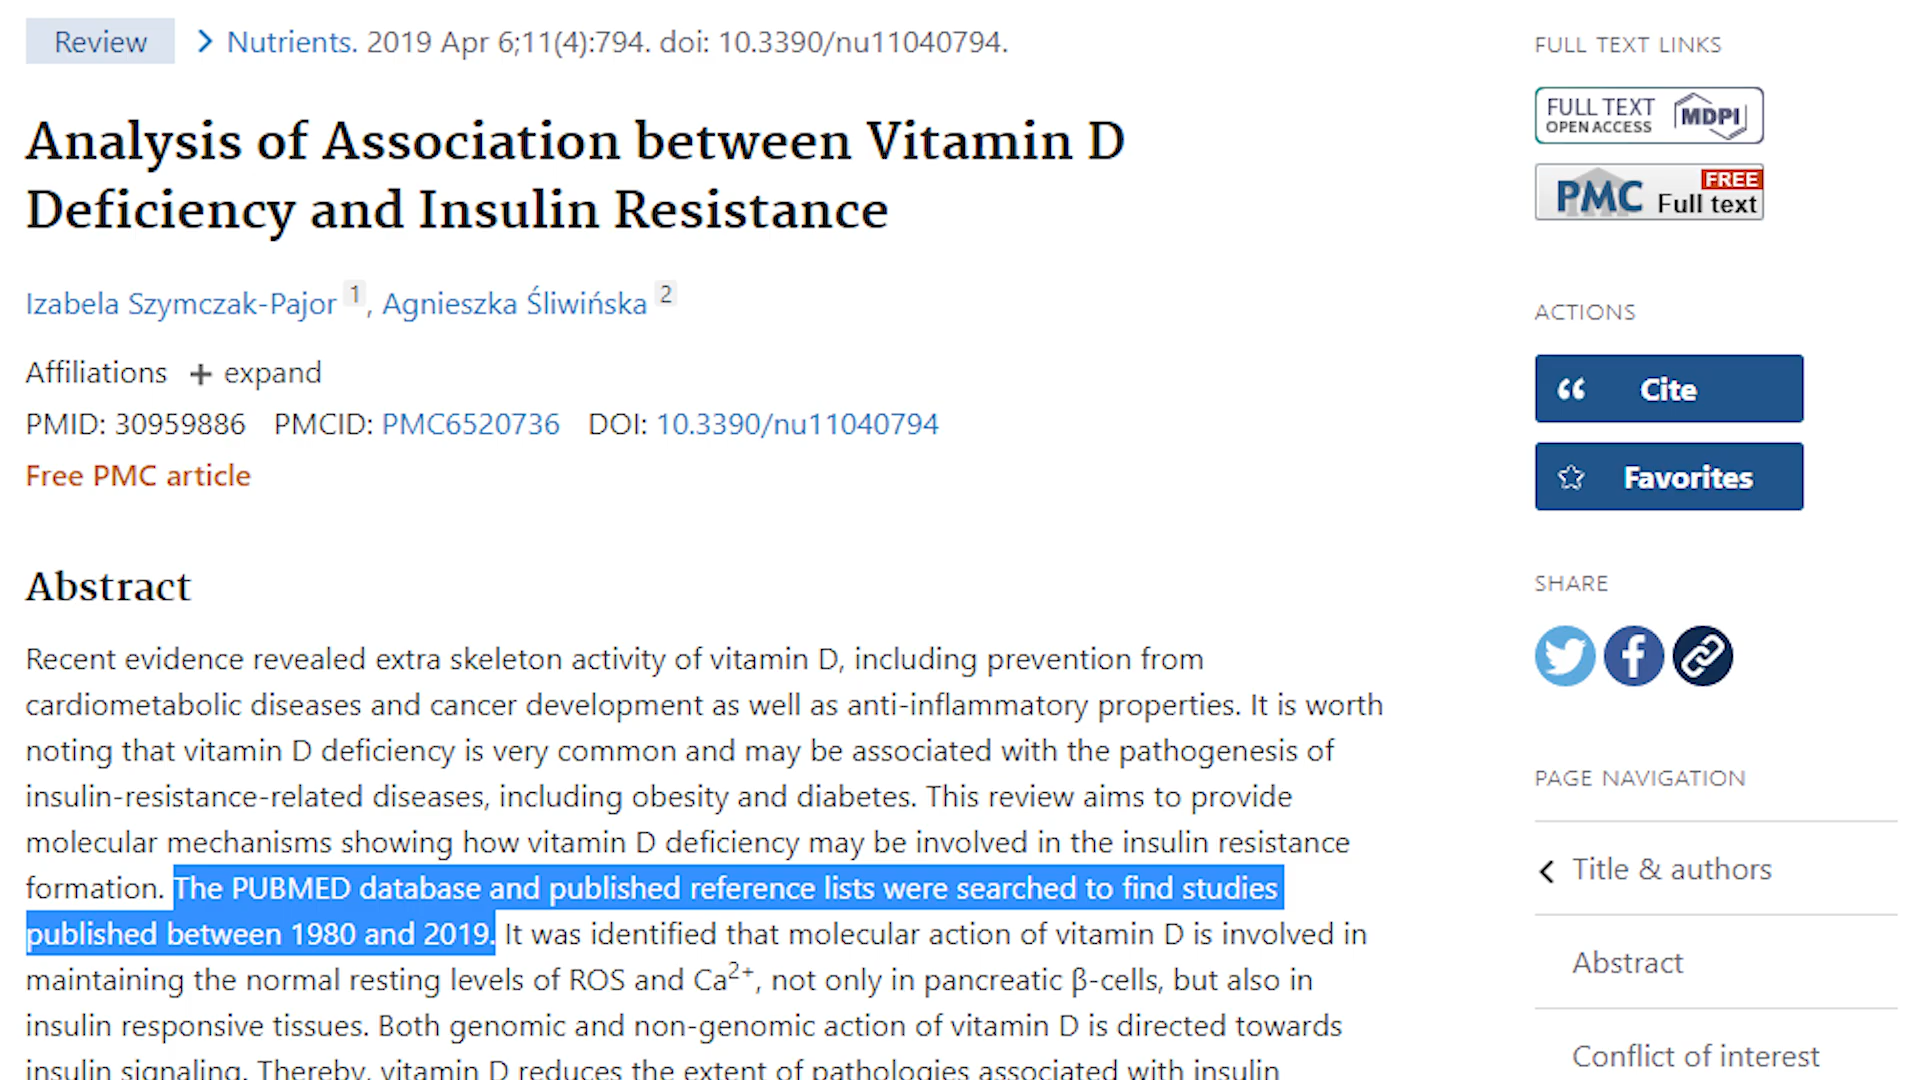 Review
Nutrients. 2019 Apr 6;11(4):794. doi: 10.3390/nu11040794.
Analysis of Association between Vitamin D
Deficiency and Insulin Resistance
Izabela Szymczak-Pajor 1, Agnieszka Śliwińska 2
Affiliations + expand
PMID: 30959886 PMCID: PMC6520736 DOI: 10.3390/nu11040794
Free PMC article
Abstract
Recent evidence revealed extra skeleton activity of vitamin D, including prevention from
cardiometabolic diseases and cancer development as well as anti-inflammatory properties. It is worth
noting that vitamin D deficiency is very common and may be associated with the pathogenesis of
insulin-resistance-related diseases, including obesity and diabetes. This review aims to provide
molecular mechanisms showing how vitamin D deficiency may be involved in the insulin resistance
formation. The PUBMED database and published reference lists were searched to find studies
published between 1980 and 2019. It was identified that molecular action of vitamin D is involved in
maintaining the normal resting levels of ROS and Ca2+, not only in pancreatic β-cells, but also in
insulin responsive tissues. Both genomic and non-genomic action of vitamin D is directed towards
insulin signaling. Thereby, vitamin D reduces the extent of pathologies associated with insulin
FULL TEXT LINKS
FULL TEXT
OPEN ACCESS
MDPI
PMC
FREE
Full text
ACTIONS
Cite
Favorites
SHARE
PAGE NAVIGATION
Title & authors
Abstract
Conflict of interest